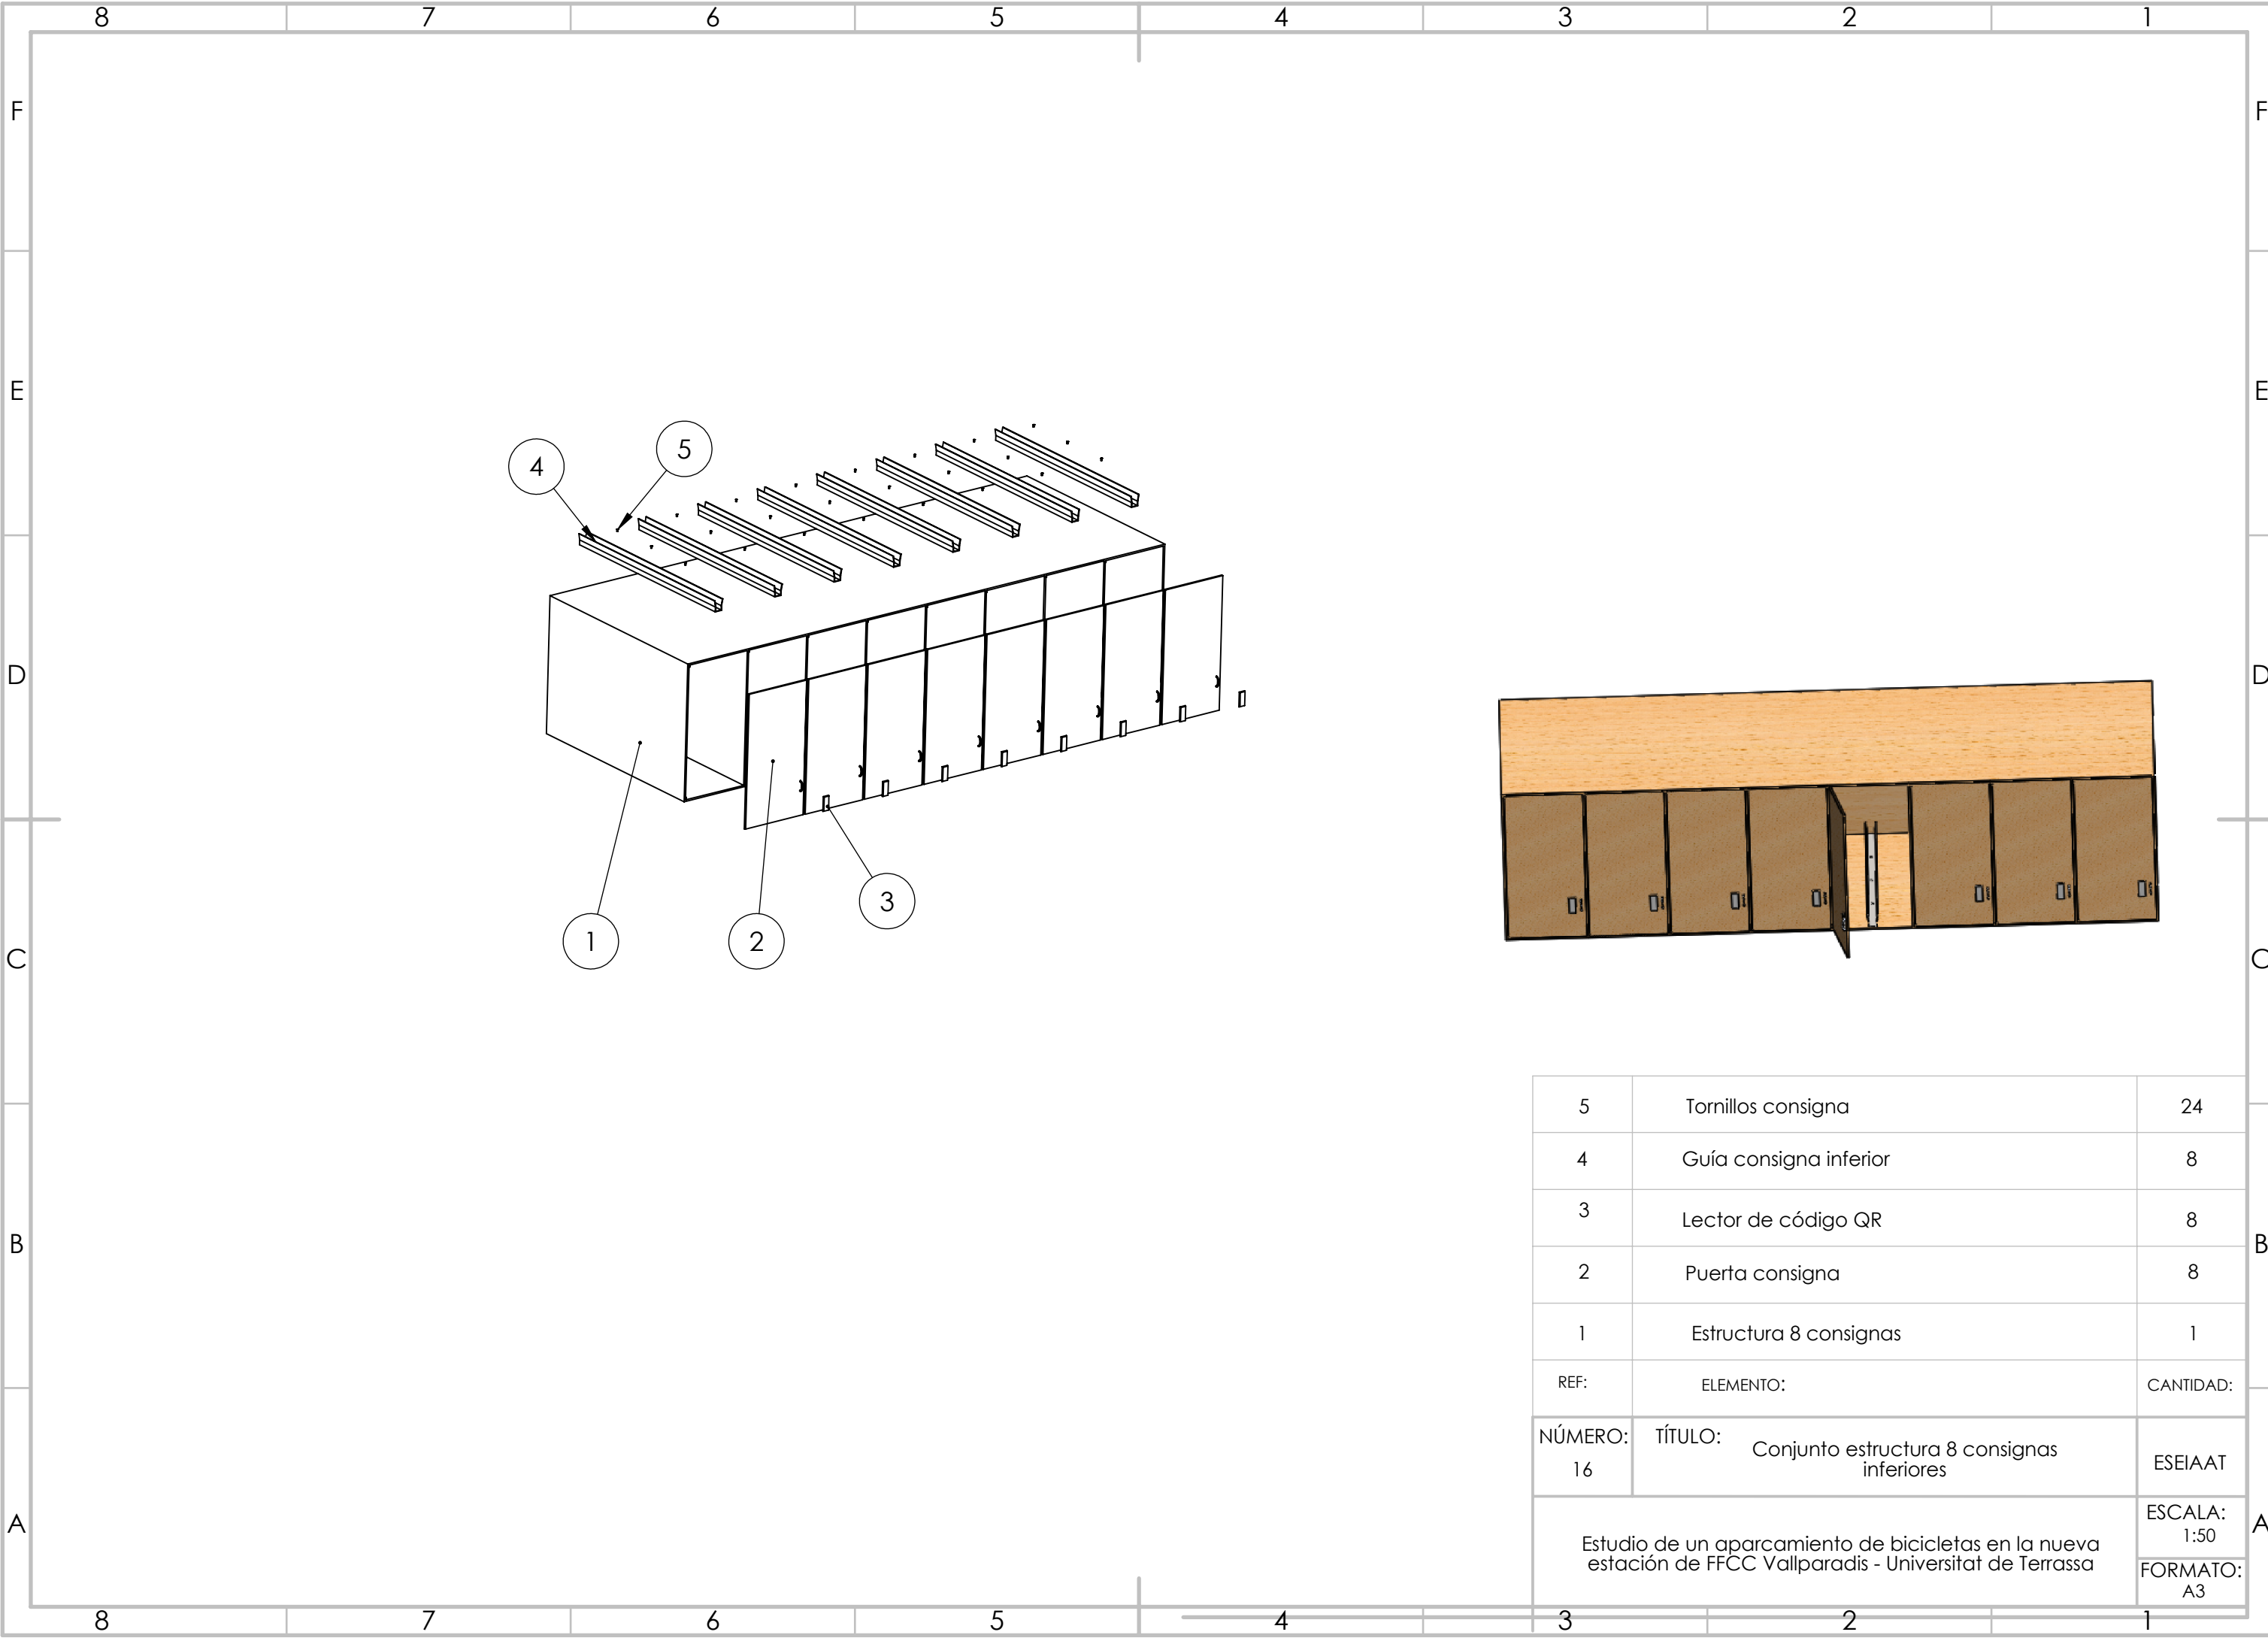 8 7 6 5 4 3 2 1
F F
E E
D D
C C
B B
A A
4
5
1
2
3
5 Tornillos consigna 24
4 Guía consigna inferior 8
3 Lector de código QR 8
2 Puerta consigna 8
1 Estructura 8 consignas 1
REF: ELEMENTO: CANTIDAD:
NÚMERO: TÍTULO:
16
Conjunto estructura 8 consignas
inferiores
ESEIAAT
Estudio de un aparcamiento de bicicletas en la nueva
estación de FFCC Vallparadis - Universitat de Terrassa
ESCALA:
1:50
FORMATO:
A3
8 7 6 5 4 3 2 1